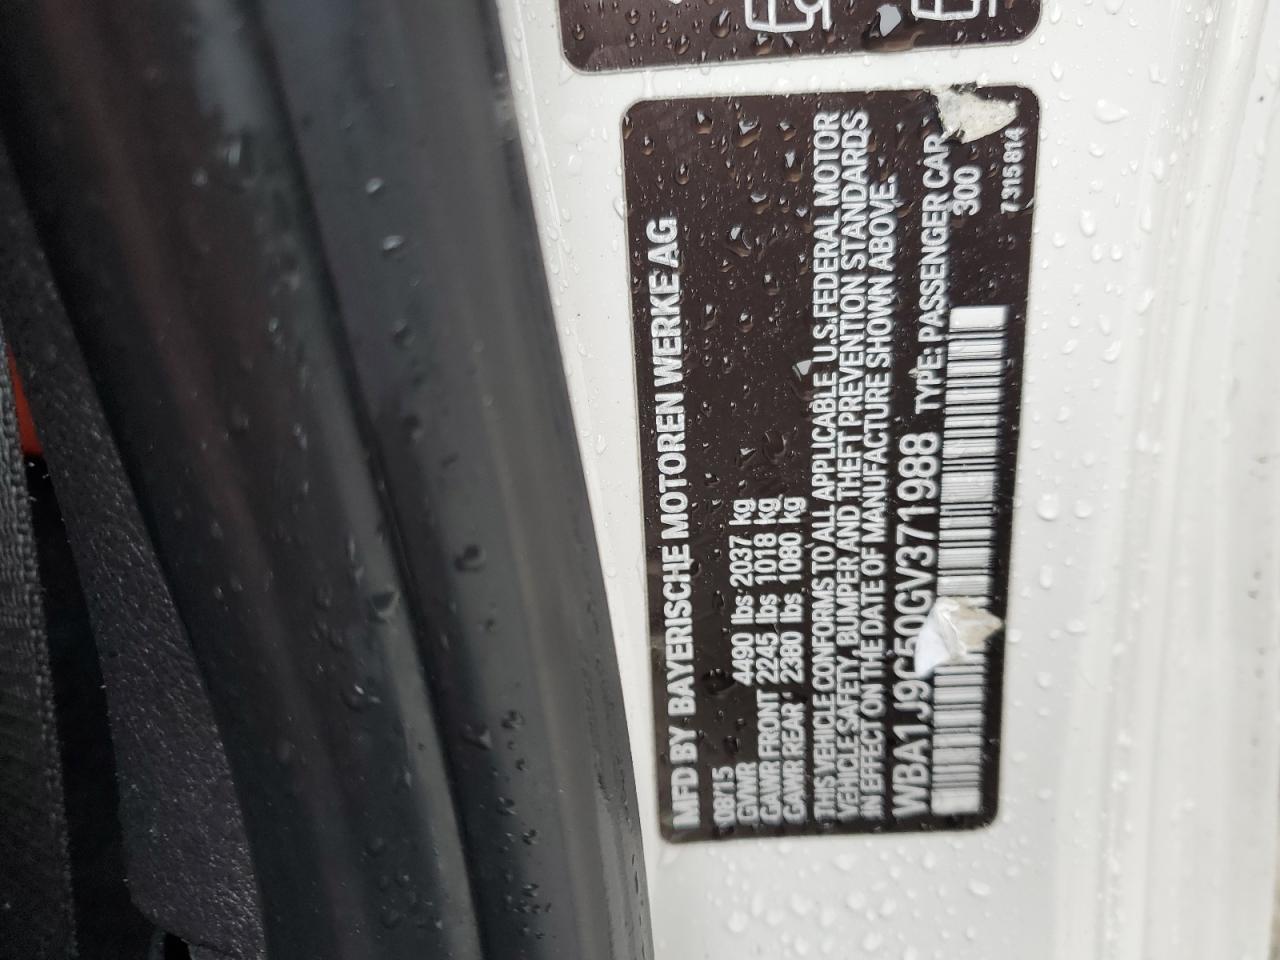 MFD BY BAYERISCHE MOTOREN WERKE AG
08/15
GVWR 4490 lbs 2037 kg
GAWR FRONT 2245 lbs 1018 kg
GAWR REAR 2380 lbs 1080 kg
THIS VEHICLE CONFORMS TO ALL APPLICABLE U.S.FEDERAL MOTOR
VEHICLE SAFETY, BUMPER AND THEFT PREVENTION STANDARDS
IN EFFECT ON THE DATE OF MANUFACTURE SHOWN ABOVE.
WBA1J9C50GV371988 TYPE: PASSENGER CAR
300
7 315 814